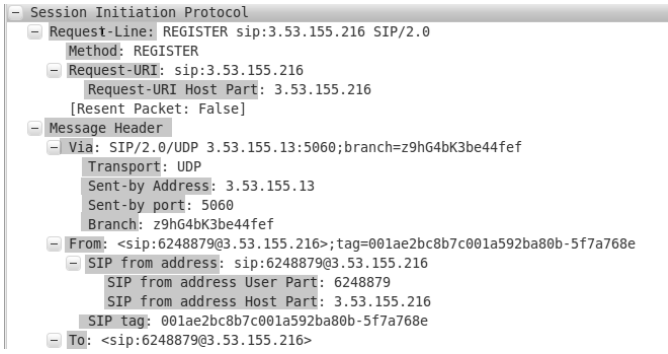 Session Initiation Protocol
Request-Line: REGISTER sip:3.53.155.216 SIP/2.0
Method: REGISTER
Request-URI: sip:3.53.155.216
Request-URI Host Part: 3.53.155.216
[Resent Packet: False]
Message Header
Via: SIP/2.0/UDP 3.53.155.13:5060;branch=z9hG4bK3be44fef
Transport: UDP
Sent-by Address: 3.53.155.13
Sent-by port: 5060
Branch: z9hG4bK3be44fef
From: <sip:6248879@3.53.155.216>;tag=001ae2bc8b7c001a592ba80b-5f7a768e
SIP from address: sip:6248879@3.53.155.216
SIP from address User Part: 6248879
SIP from address Host Part: 3.53.155.216
SIP tag: 001ae2bc8b7c001a592ba80b-5f7a768e
To: <sip:6248879@3.53.155.216>